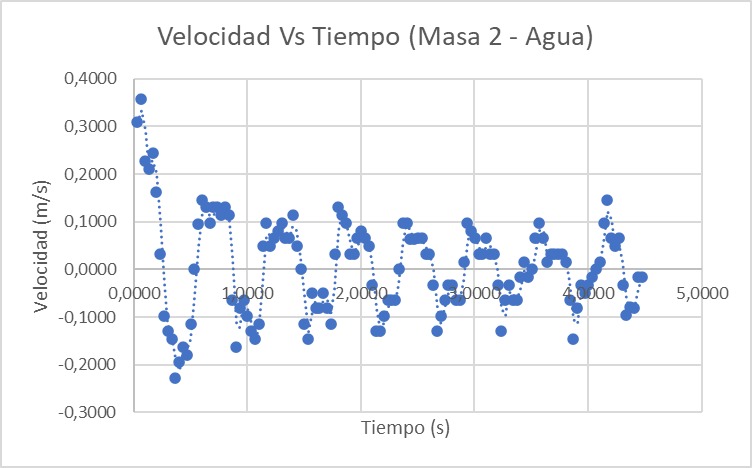 Velocidad Vs Tiempo (Masa 2 - Agua)
0,4000
0,3000
0,2000
0,1000
0,0000
-0,1000
-0,2000
-0,3000
0,0000 1,0000 2,0000 3,0000 4,0000 5,0000
Velocidad (m/s)
Tiempo (s)